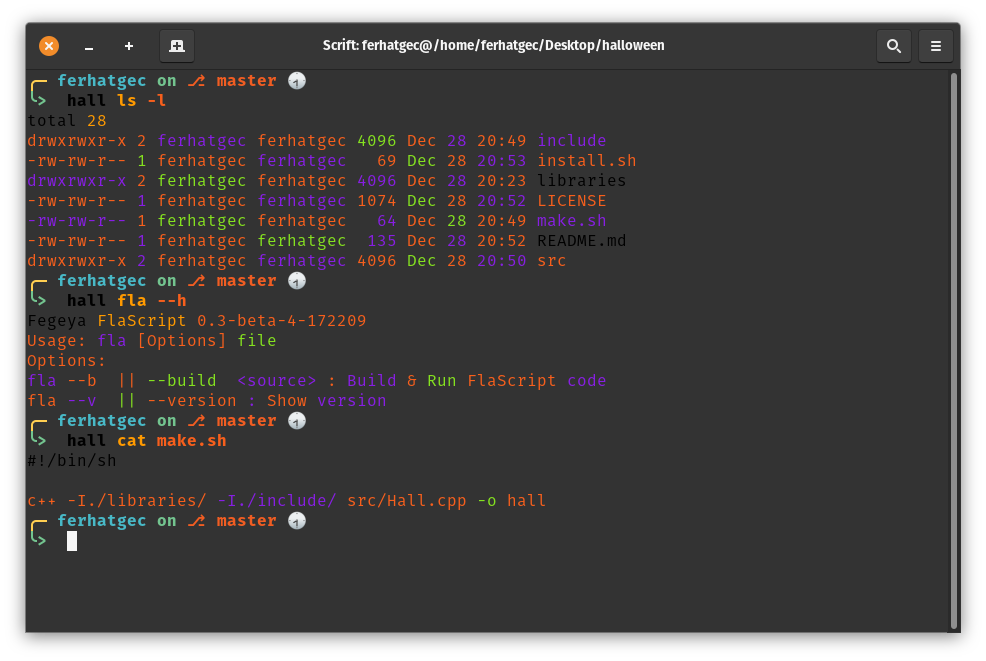 Scrift: ferhatgec@/home/ferhatgec/Desktop/halloween
ferhatgec on ⎇ master 🕢
hall ls -l
total 28
drwxrwxr-x 2 ferhatgec ferhatgec 4096 Dec 28 20:49 include
-rw-rw-r-- 1 ferhatgec ferhatgec   69 Dec 28 20:53 install.sh
drwxrwxr-x 2 ferhatgec ferhatgec 4096 Dec 28 20:23 libraries
-rw-rw-r-- 1 ferhatgec ferhatgec 1074 Dec 28 20:52 LICENSE
-rw-rw-r-- 1 ferhatgec ferhatgec   64 Dec 28 20:49 make.sh
-rw-rw-r-- 1 ferhatgec ferhatgec  135 Dec 28 20:52 README.md
drwxrwxr-x 2 ferhatgec ferhatgec 4096 Dec 28 20:50 src
ferhatgec on ⎇ master 🕢
hall fla --h
Fegeya FlaScript 0.3-beta-4-172209
Usage: fla [Options] file
Options:
fla --b  || --build  <source> : Build & Run FlaScript code
fla --v  || --version : Show version
ferhatgec on ⎇ master 🕢
hall cat make.sh
#!/bin/sh
c++ -I./libraries/ -I./include/ src/Hall.cpp -o hall
ferhatgec on ⎇ master 🕢